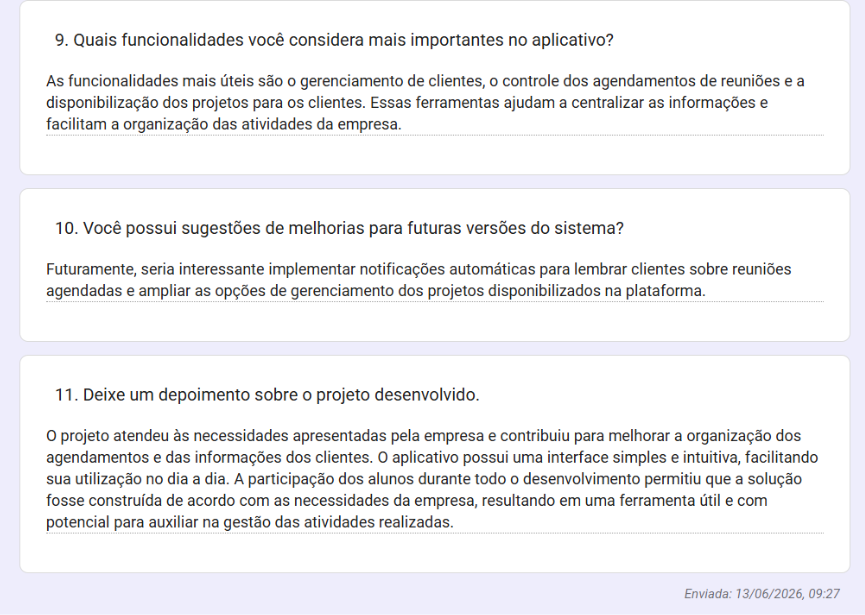 9. Quais funcionalidades você considera mais importantes no aplicativo?
As funcionalidades mais úteis são o gerenciamento de clientes, o controle dos agendamentos de reuniões e a
disponibilização dos projetos para os clientes. Essas ferramentas ajudam a centralizar as informações e
facilitam a organização das atividades da empresa.
10. Você possui sugestões de melhorias para futuras versões do sistema?
Futuramente, seria interessante implementar notificações automáticas para lembrar clientes sobre reuniões
agendadas e ampliar as opções de gerenciamento dos projetos disponibilizados na plataforma.
11. Deixe um depoimento sobre o projeto desenvolvido.
O projeto atendeu às necessidades apresentadas pela empresa e contribuiu para melhorar a organização dos
agendamentos e das informações dos clientes. O aplicativo possui uma interface simples e intuitiva, facilitando
sua utilização no dia a dia. A participação dos alunos durante todo o desenvolvimento permitiu que a solução
fosse construída de acordo com as necessidades da empresa, resultando em uma ferramenta útil e com
potencial para auxiliar na gestão das atividades realizadas.
Enviada: 13/06/2026, 09:27